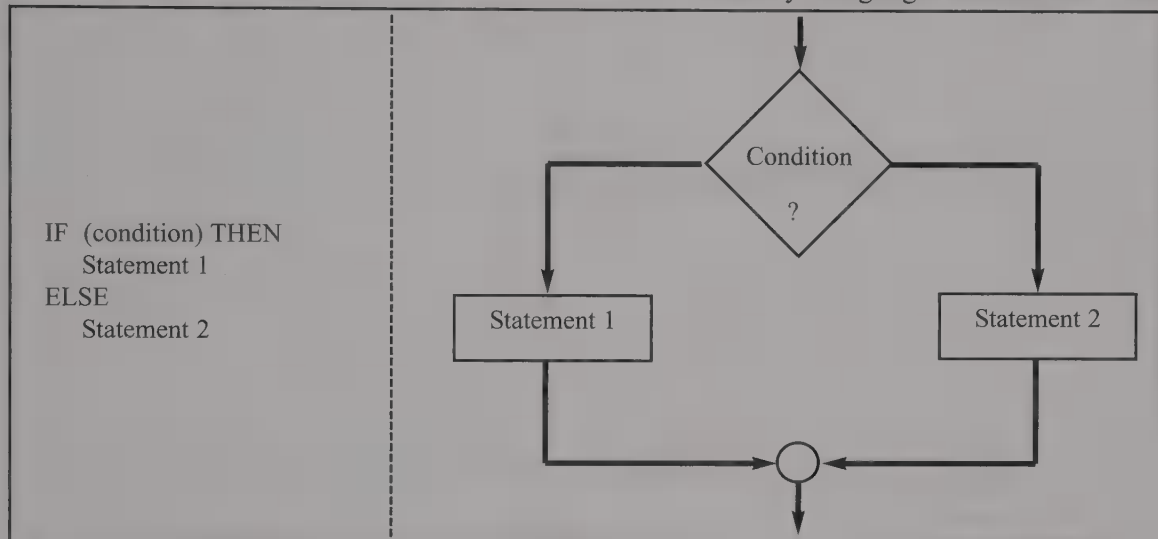 IF (condition) THEN
Statement 1
ELSE
Statement 2
Condition
?
Statement 1
Statement 2